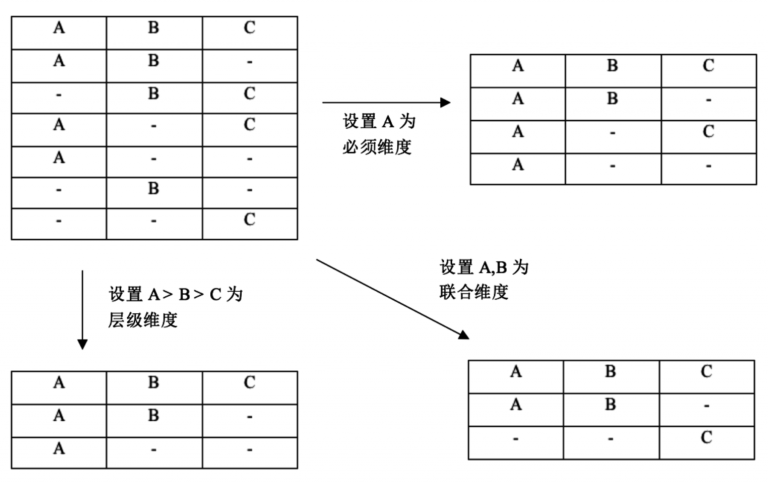 A B C
A B -
- B C
A - C
A - -
- B -
- - C
设置 A 为
必须维度
A B C
A B -
A - C
A - -
设置 A> B> C 为
层级维度
设置 A,B 为
联合维度
A B C
A B -
A - -
A B C
A B -
- - C